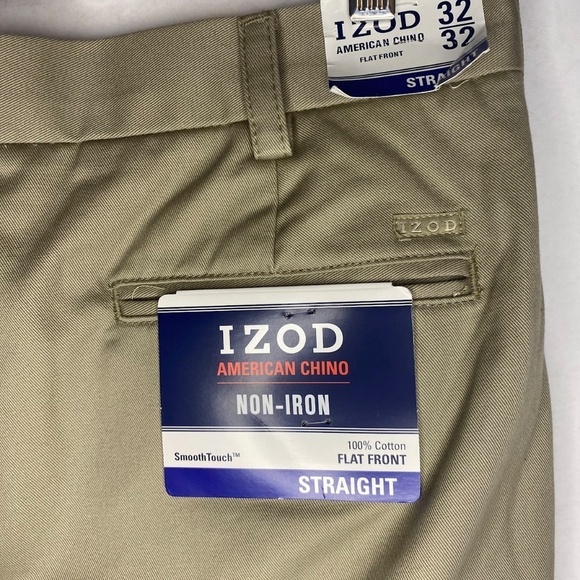 IZOD 32
AMERICAN CHINO 32
FLAT FRONT
STRAIGHT
IZOD
IZOD
AMERICAN CHINO
NON-IRON
100% Cotton
SmoothTouch™ FLAT FRONT
STRAIGHT